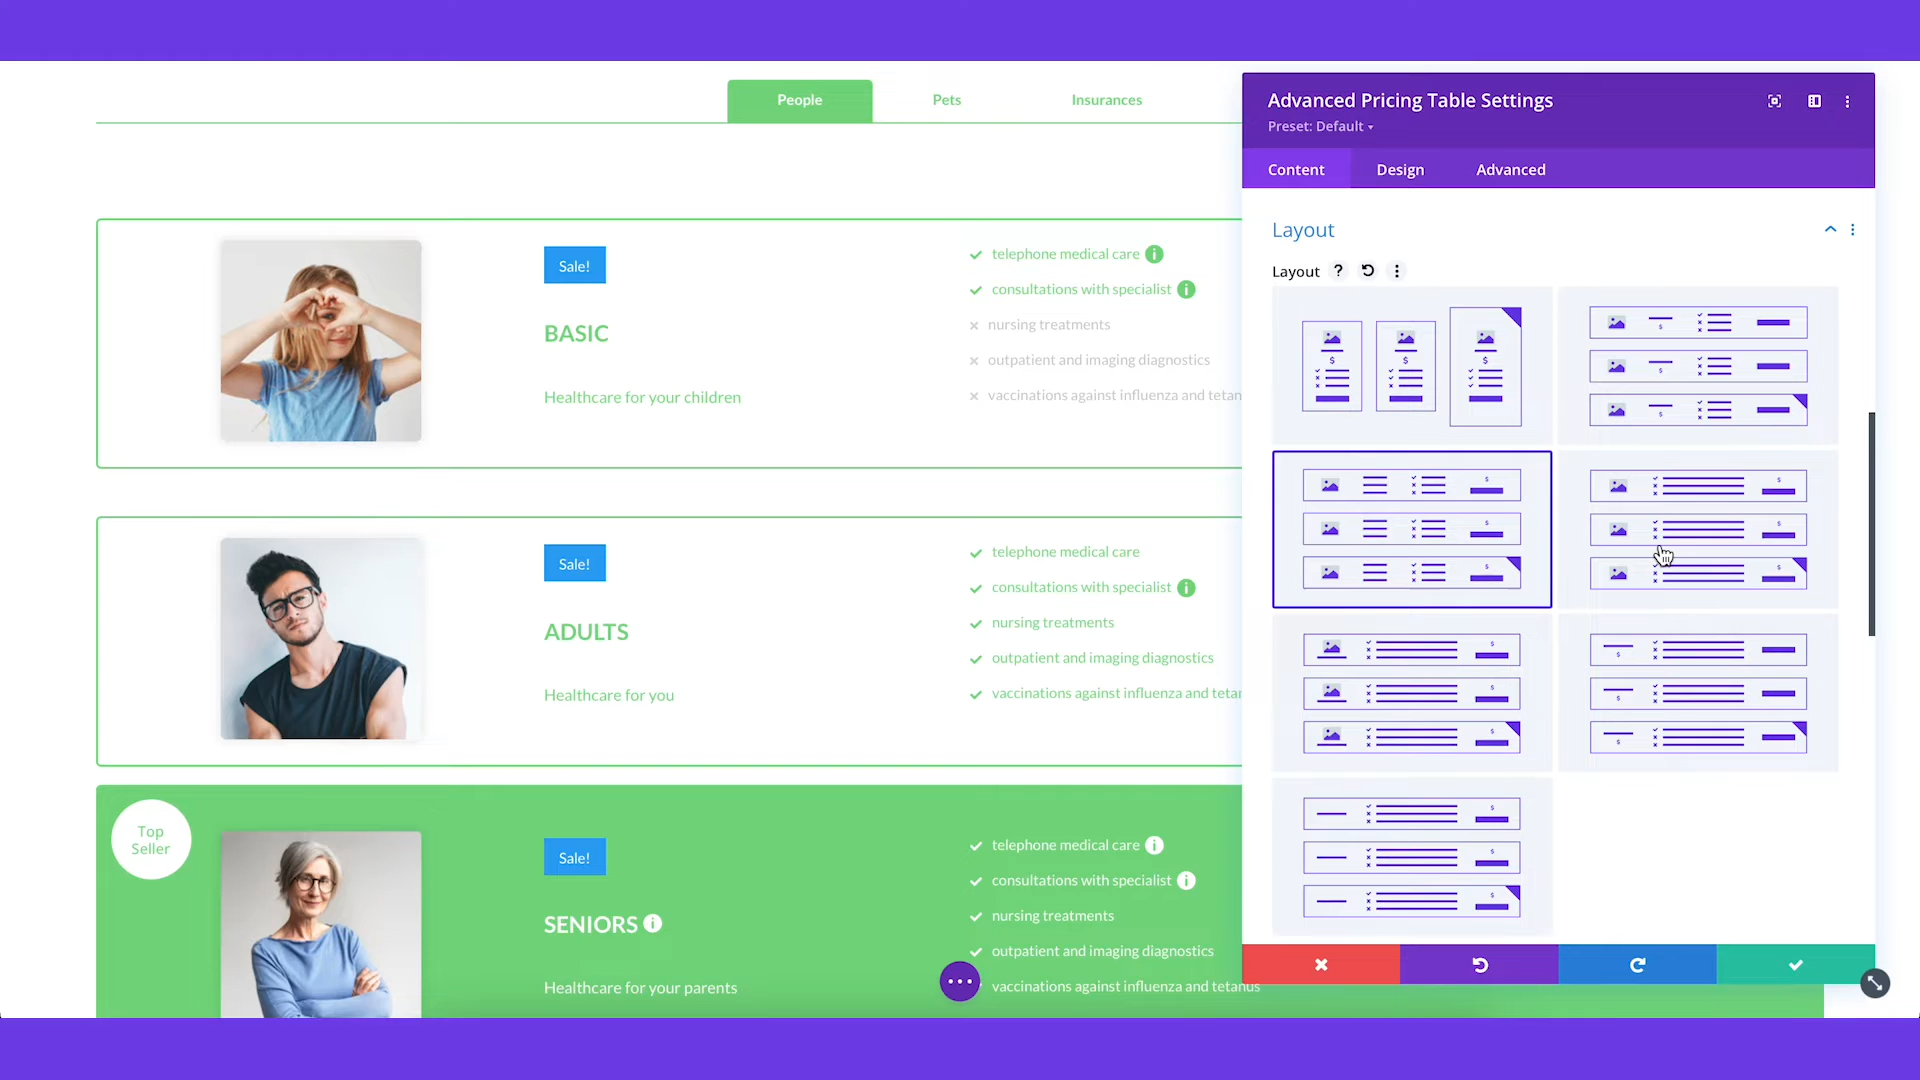 People
Pets
Insurances
Sale!
BASIC
Healthcare for your children
telephone medical care
consultations with specialist
nursing treatments
outpatient and imaging diagnostics
vaccinations against influenza and
Sale!
ADULTS
Healthcare for you
telephone medical care
consultations with specialist
nursing treatments
outpatient and imaging diagnostics
vaccinations against influenza and
Top
Seller
Sale!
SENIORS
Healthcare for your parents
telephone medical care
consultations with specialist
nursing treatments
outpatient and imaging diagnostics
vaccinations against influenza and tetanus
Advanced Pricing Table Settings
Preset: Default
Content
Design
Advanced
Layout
Layout ?